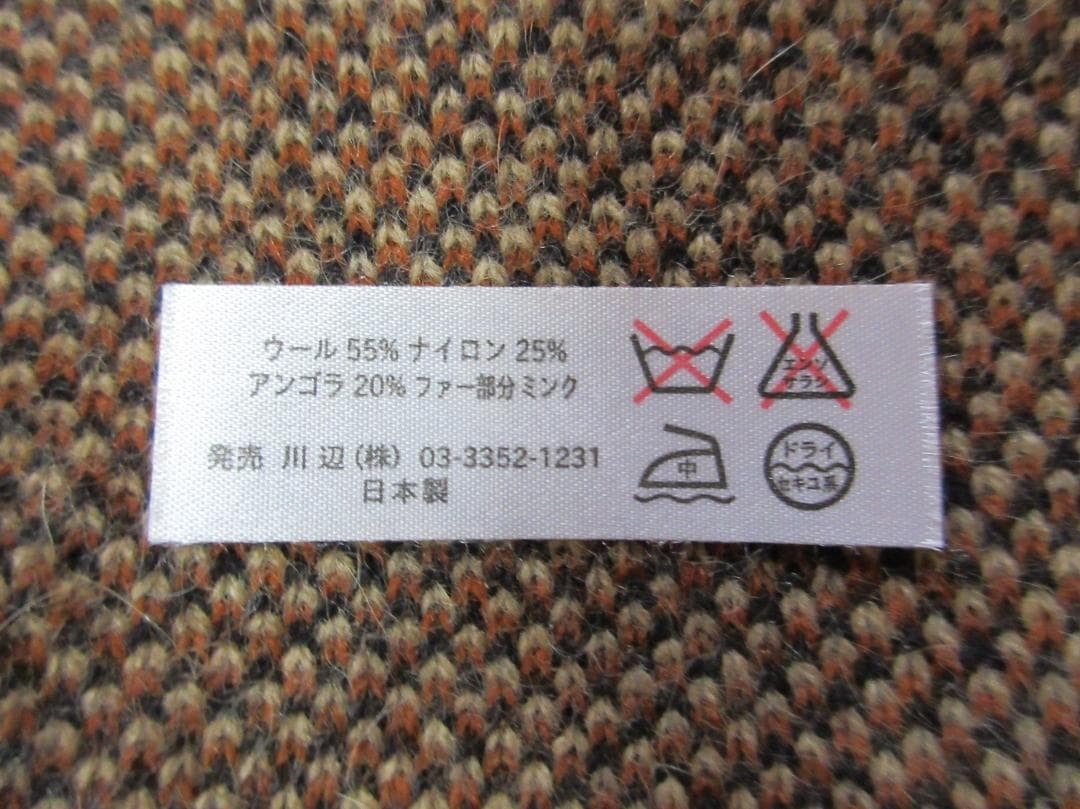 ウール 55% ナイロン 25%
アンゴラ 20% ファー部分 ミンク
発売 川 辺 (株) 03-3352-1231
日本製
エンソ
サラシ
中
ドライ
セキユ系